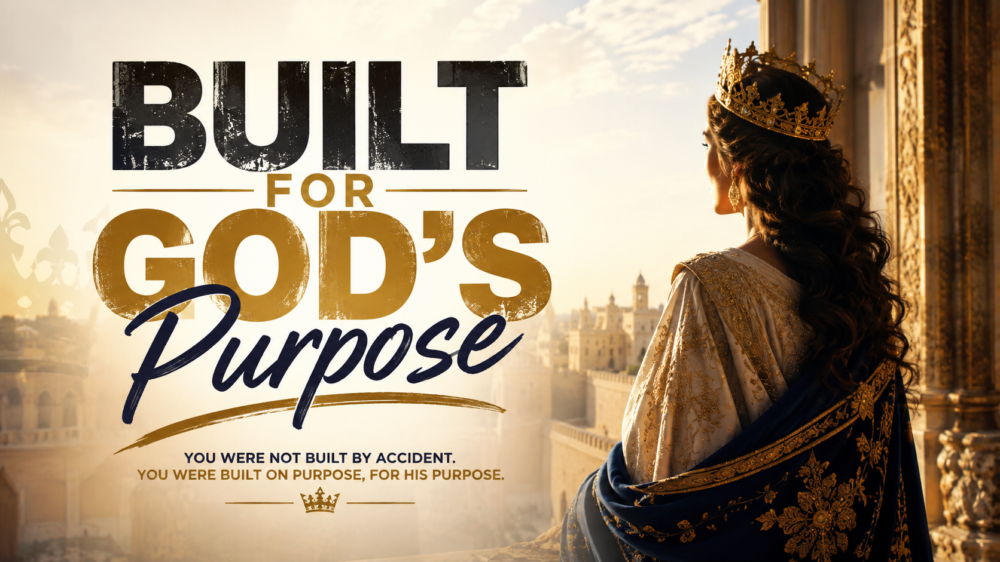 BUILT
FOR
GOD’S
Purpose
YOU WERE NOT BUILT BY ACCIDENT.
YOU WERE BUILT ON PURPOSE, FOR HIS PURPOSE.